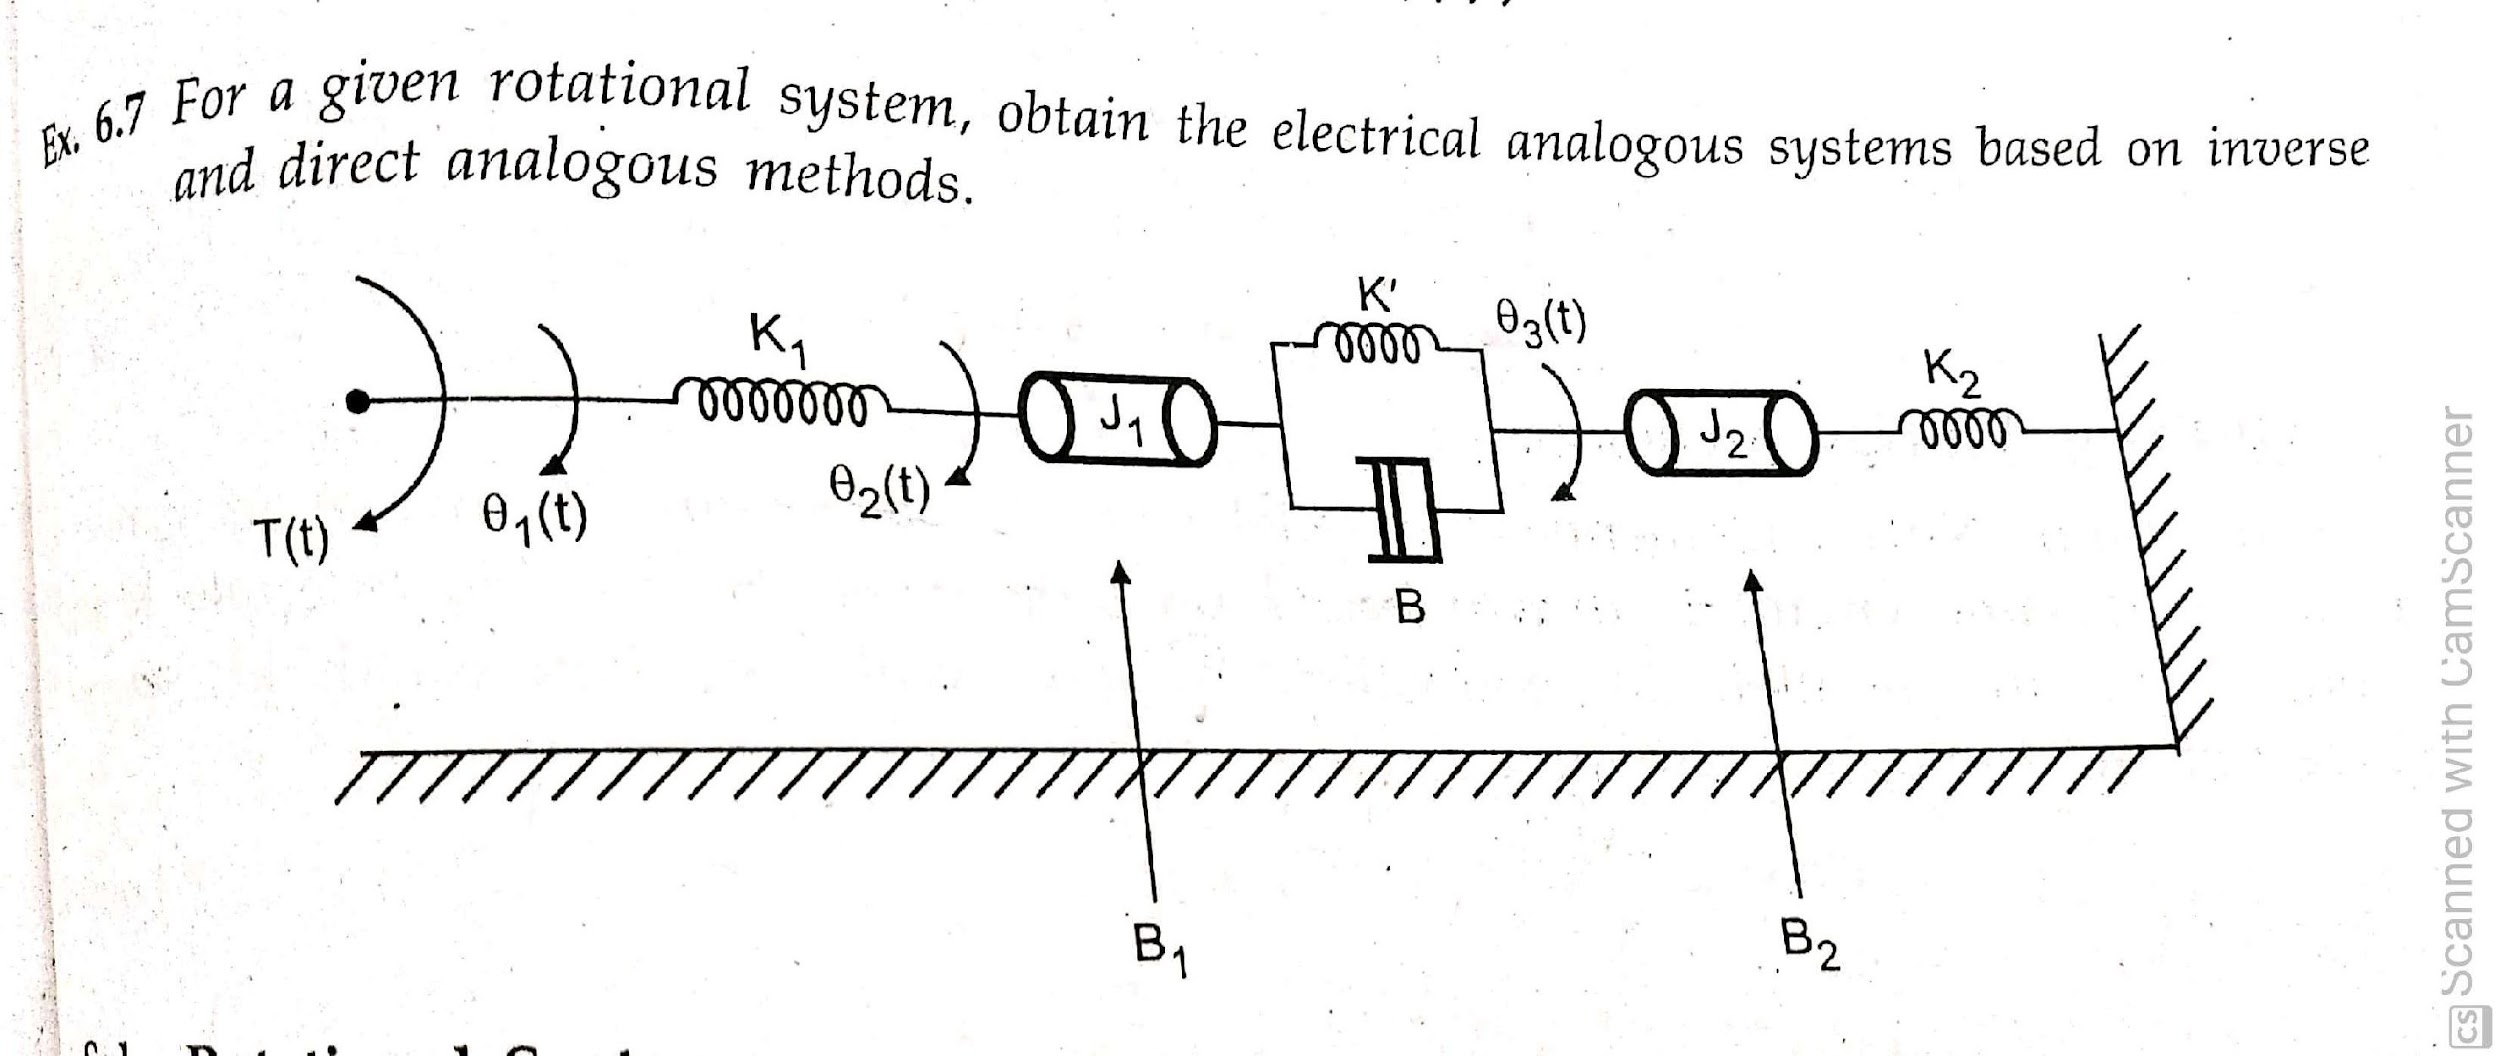 Ex. 6.7 For a given rotational system, obtain the electrical analogous systems based on inverse
and direct analogous methods.
K'
θ3(t)
K1
K2
J1
J2
θ2(t)
θ1(t)
T(t)
B
B1
B2
CS Scanned with CamScanner